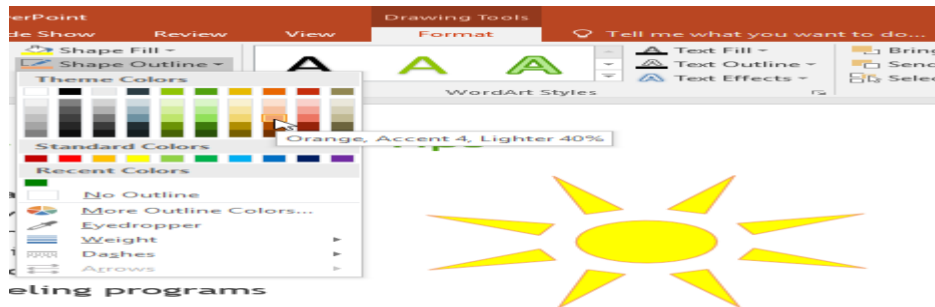 erPoint Drawing Tools
de Show Review View Format Tell me what you want to do...
Shape Fill Text Fill Bring
Shape Outline A A A Text Outline Send
Theme Colors Text Effects Selec
WordArt Styles
Orange, Accent 4, Lighter 40%
Standard Colors
Recent Colors
No Outline
More Outline Colors...
Eyedropper
Weight
Dashes
Arrows
eling programs